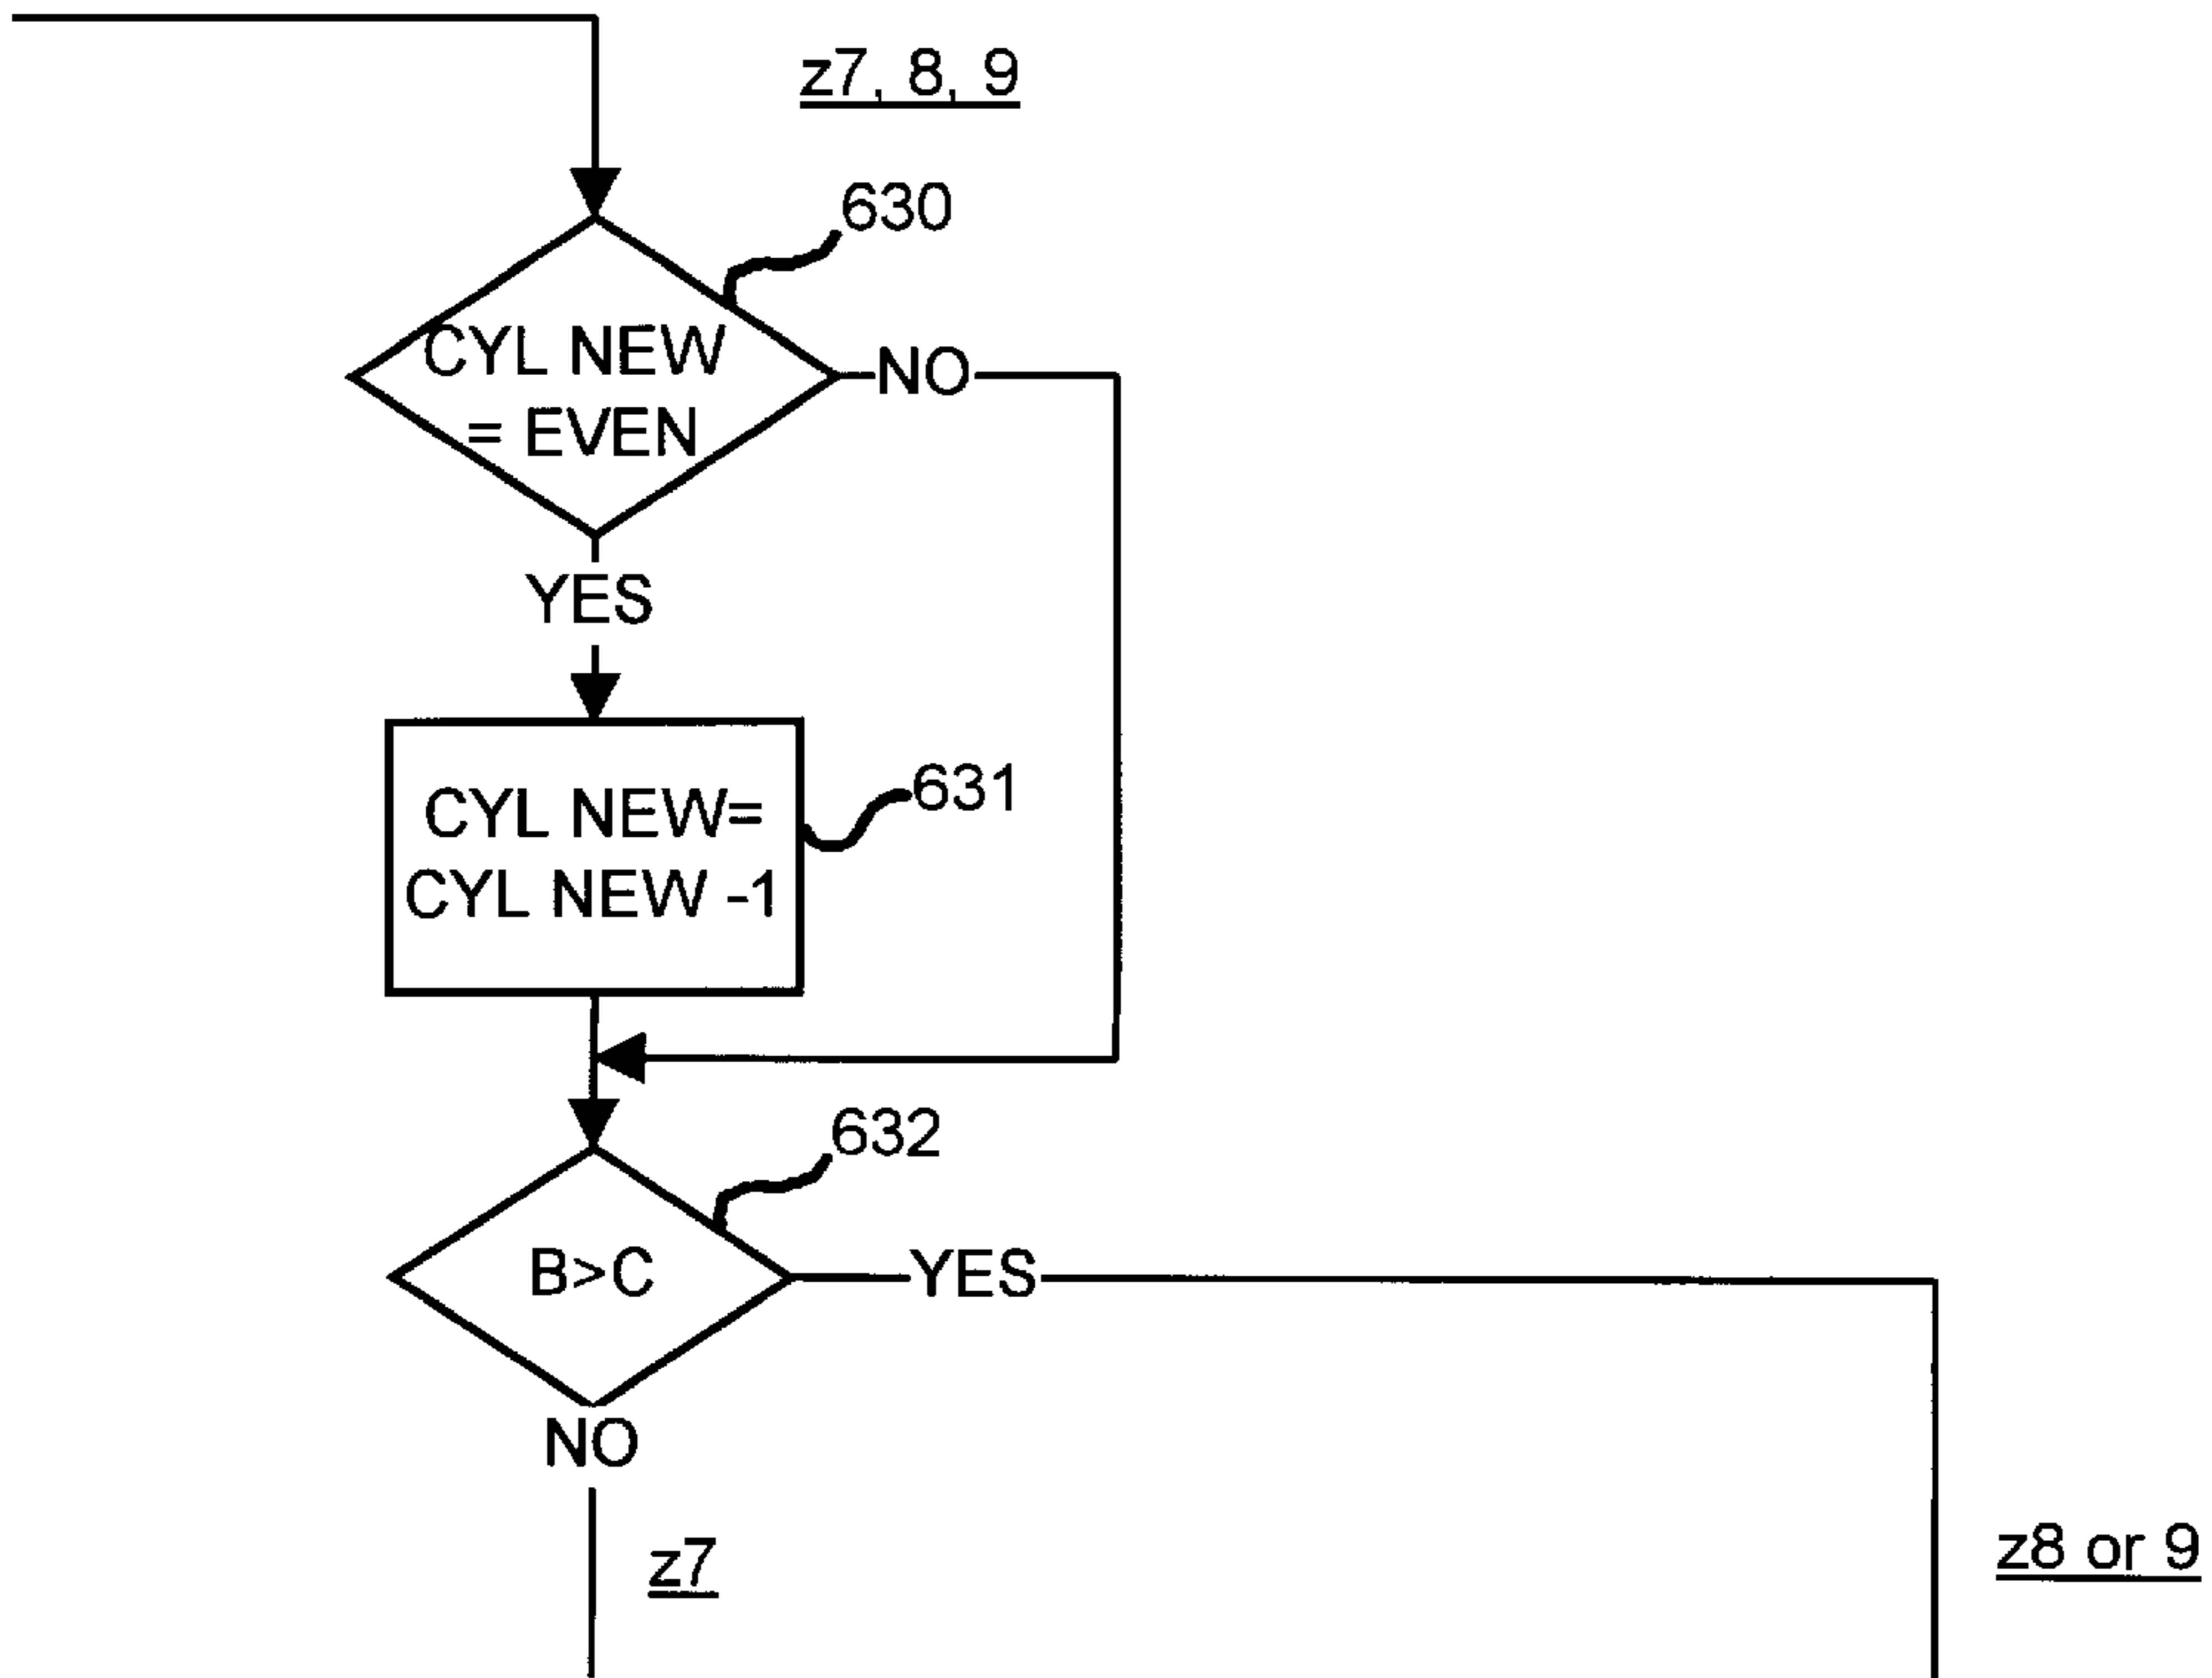 z7, 8, 9
630
CYL NEW
= EVEN
NO
YES
631
CYL NEW=
CYL NEW -1
632
B>C
YES
NO
z7
z8 or 9